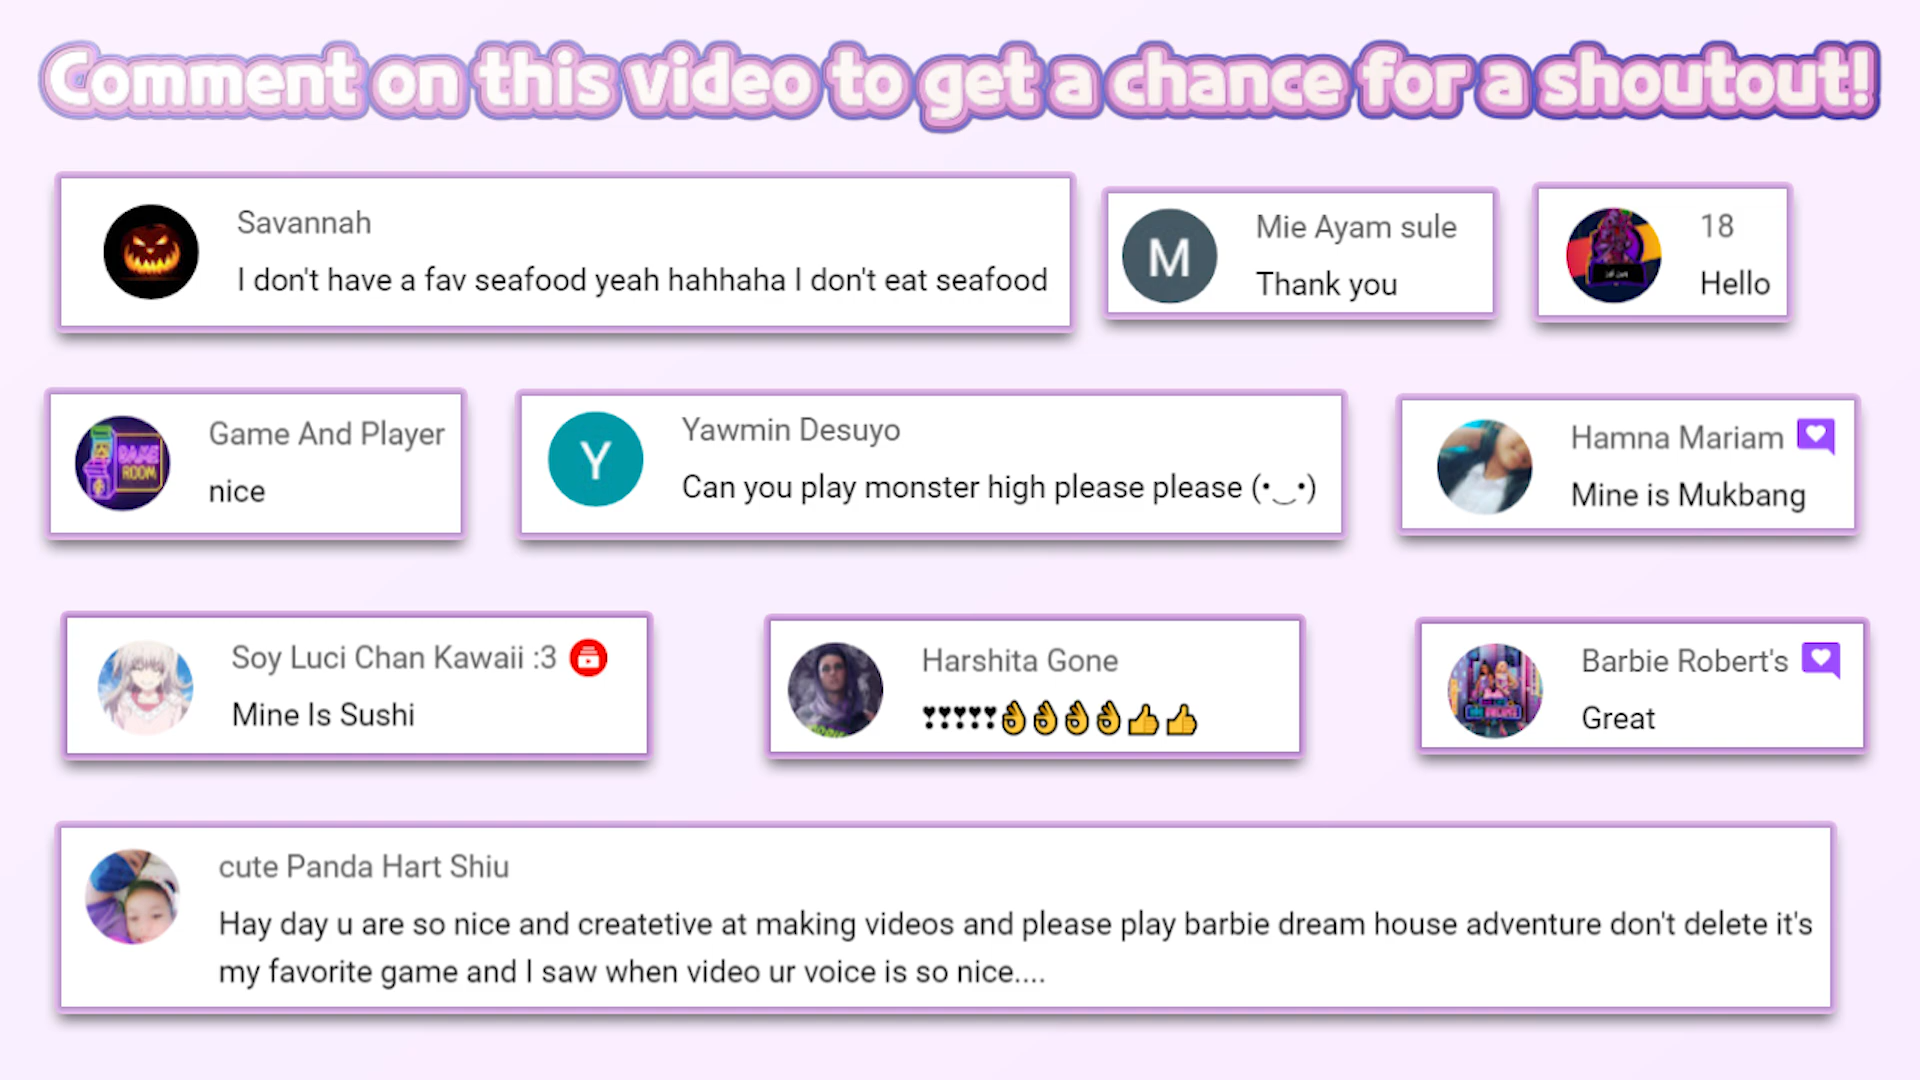 Comment on this video to get a chance for a shoutout!
Savannah
I don't have a fav seafood yeah hahhaha I don't eat seafood
Mie Ayam sule
M
Thank you
18
Hello
Game And Player
GAME
ROOM
nice
Yawmin Desuyo
Y
Can you play monster high please please (•‿•)
Hamna Mariam
Mine is Mukbang
Soy Luci Chan Kawaii :3
Mine Is Sushi
Harshita Gone
❣❣❣❣❣👌👌👌👌👍👍
Barbie Robert's
Great
cute Panda Hart Shiu
Hay day u are so nice and createtive at making videos and please play barbie dream house adventure don't delete it's
my favorite game and I saw when video ur voice is so nice....